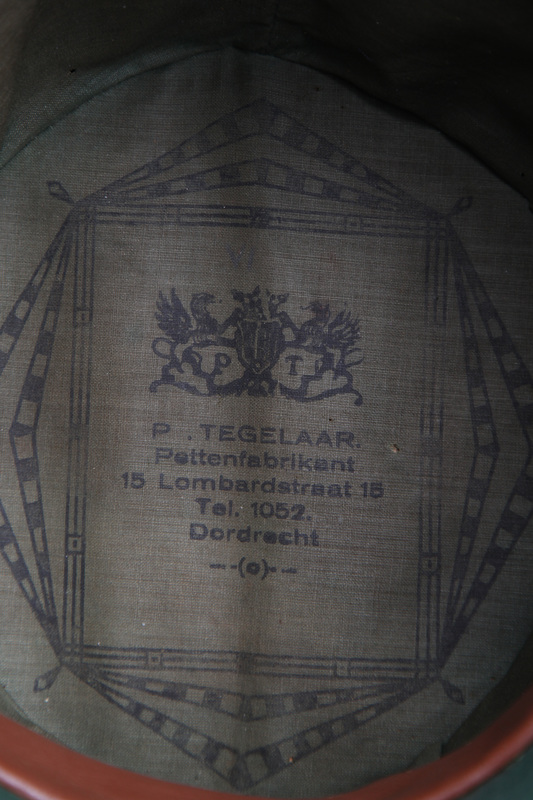 P T
P. TEGELAAR.
Pettenfabrikant
15 Lombardstraat 15
Tel. 1052.
Dordrecht